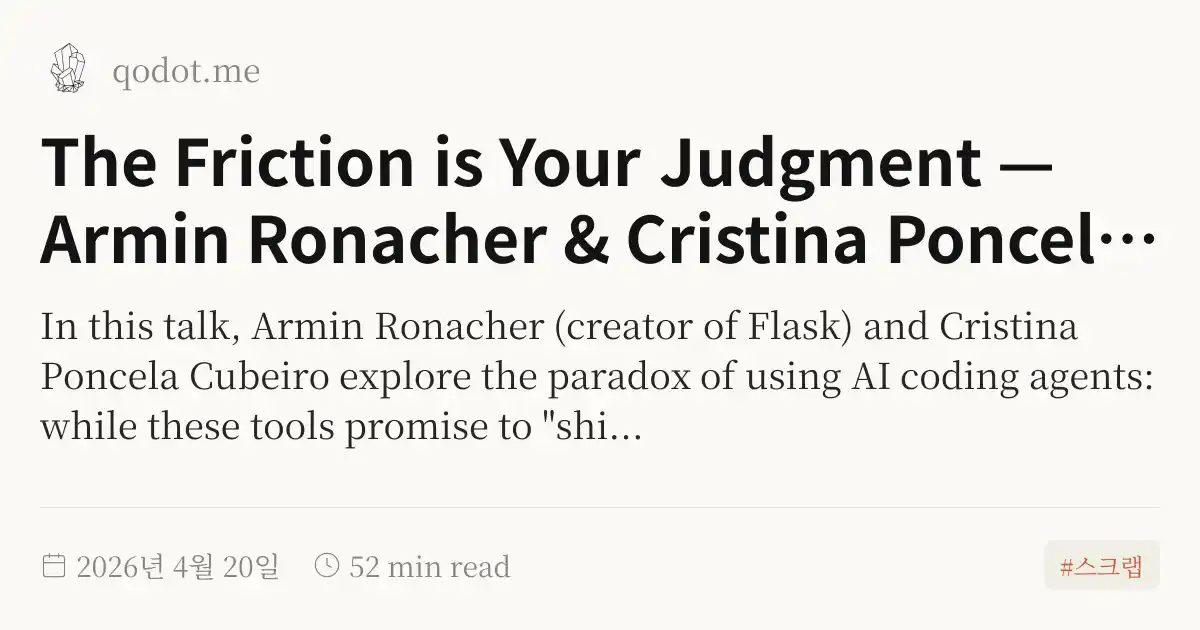 qodot.me
The Friction is Your Judgment —
Armin Ronacher & Cristina Poncel…
In this talk, Armin Ronacher (creator of Flask) and Cristina
Poncela Cubeiro explore the paradox of using AI coding agents:
while these tools promise to "shi...
2026년 4월 20일 52 min read
#스크랩